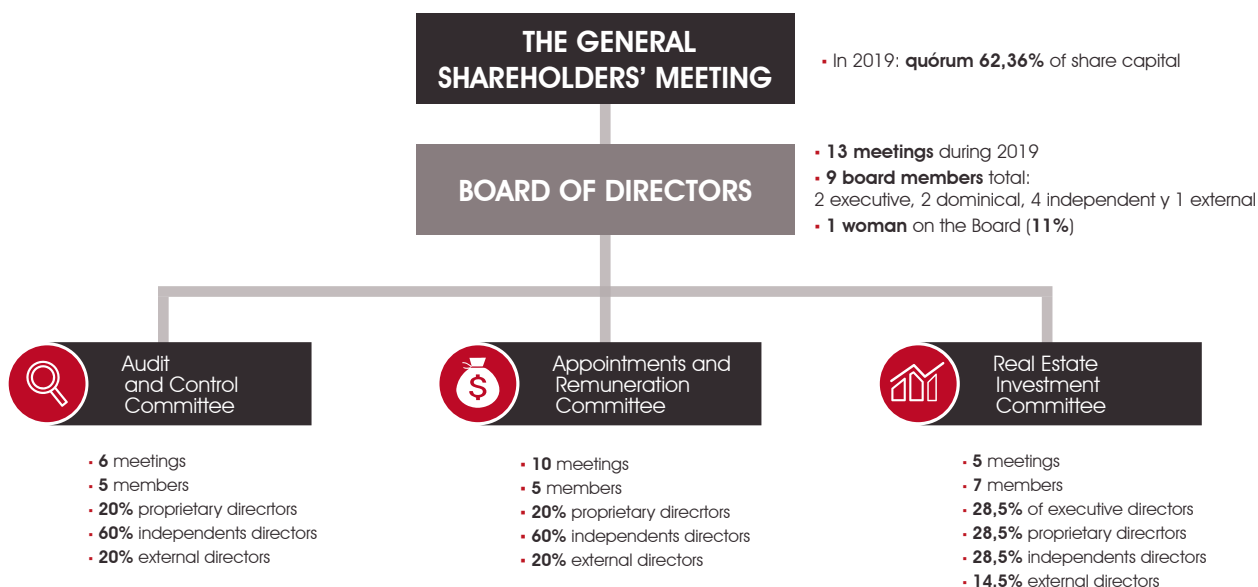 THE GENERAL
SHAREHOLDERS' MEETING
▪ In 2019: quórum 62,36% of share capital
BOARD OF DIRECTORS
▪ 13 meetings during 2019
▪ 9 board members total:
2 executive, 2 dominical, 4 independent y 1 external
▪ 1 woman on the Board (11%)
Audit
and Control
Committee
▪ 6 meetings
▪ 5 members
▪ 20% proprietary direcrtors
▪ 60% independents directors
▪ 20% external directors
$
Appointments and
Remuneration
Committee
▪ 10 meetings
▪ 5 members
▪ 20% proprietary direcrtors
▪ 60% independents directors
▪ 20% external directors
Real Estate
Investment
Committee
▪ 5 meetings
▪ 7 members
▪ 28,5% of executive directors
▪ 28,5% proprietary direcrtors
▪ 28,5% independents directors
▪ 14,5% external directors